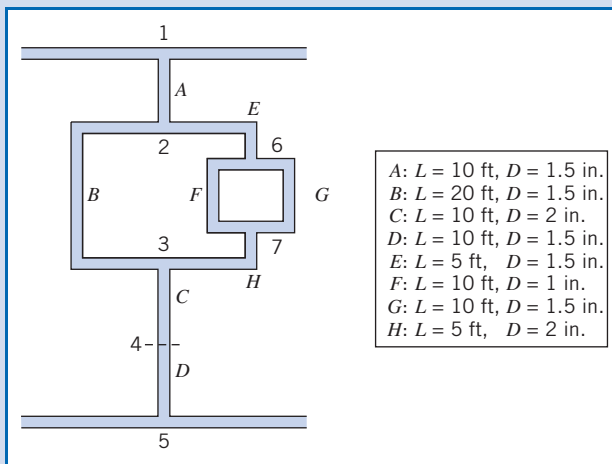 1
A
E
2
6
B
F
G
3
7
C
H
4
D
5
A: L = 10 ft, D = 1.5 in.
B: L = 20 ft, D = 1.5 in.
C: L = 10 ft, D = 2 in.
D: L = 10 ft, D = 1.5 in.
E: L = 5 ft, D = 1.5 in.
F: L = 10 ft, D = 1 in.
G: L = 10 ft, D = 1.5 in.
H: L = 5 ft, D = 2 in.